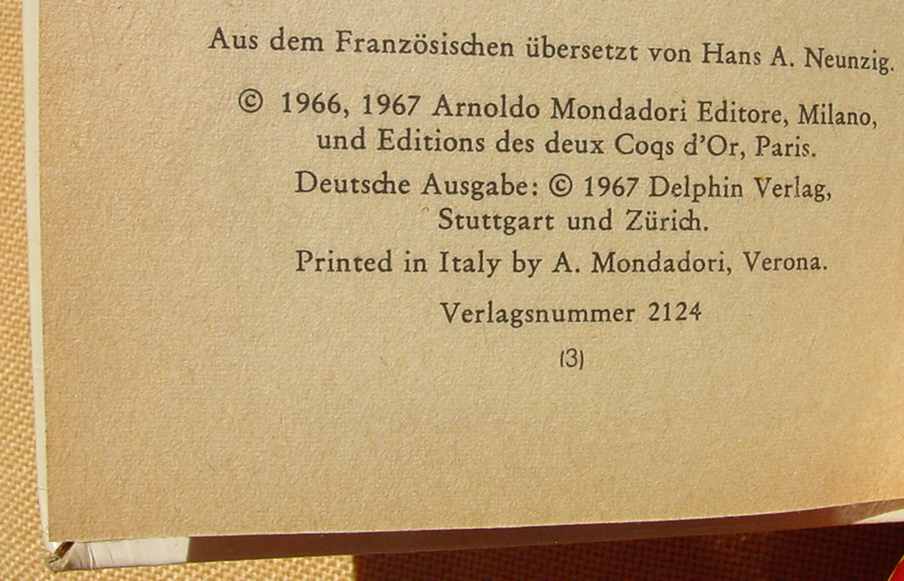 Aus dem Französischen übersetzt von Hans A. Neunzig.
© 1966, 1967 Arnoldo Mondadori Editore, Milano,
und Editions des deux Coqs d'Or, Paris.
Deutsche Ausgabe: © 1967 Delphin Verlag,
Stuttgart und Zürich.
Printed in Italy by A. Mondadori, Verona.
Verlagsnummer 2124
(3)